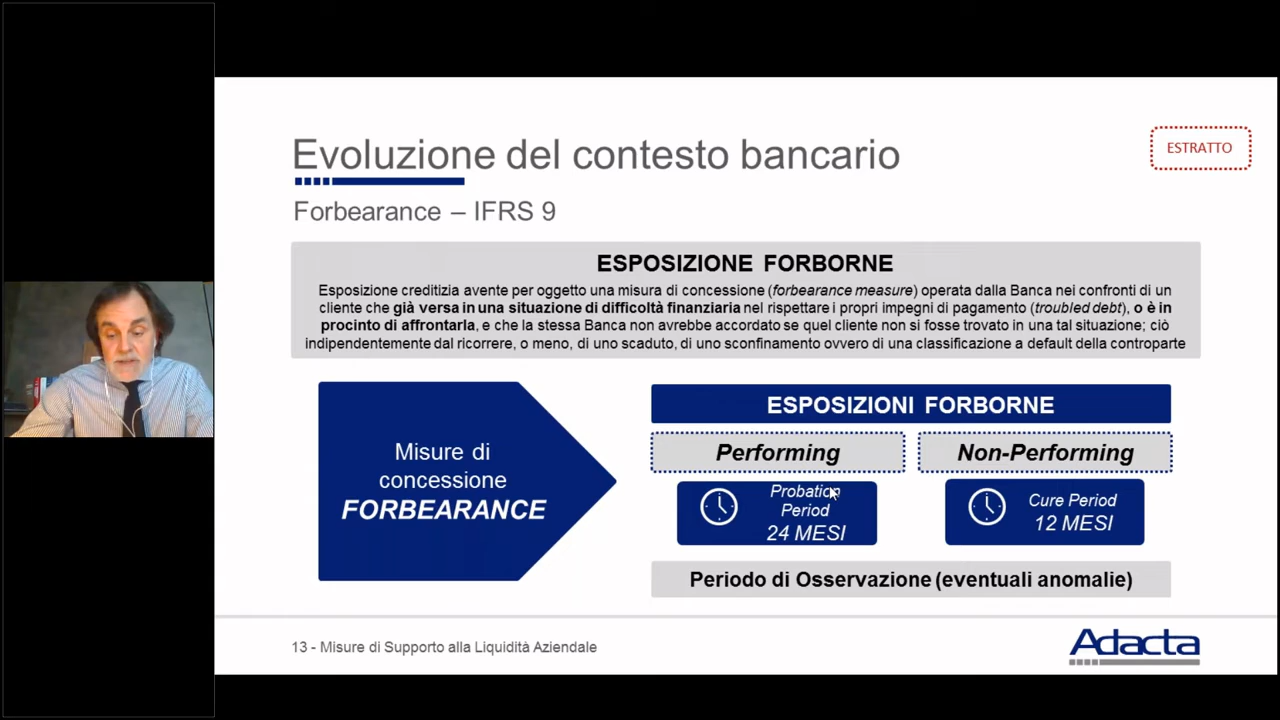 Evoluzione del contesto bancario
ESTRATTO
Forbearance – IFRS 9
ESPOSIZIONE FORBORNE
Esposizione creditizia avente per oggetto una misura di concessione (forbearance measure) operata dalla Banca nei confronti di un
cliente che già versa in una situazione di difficoltà finanziaria nel rispettare i propri impegni di pagamento (troubled debt), o è in
procinto di affrontarla, e che la stessa Banca non avrebbe accordato se quel cliente non si fosse trovato in una tal situazione; ciò
indipendentemente dal ricorrere, o meno, di uno scaduto, di uno sconfinamento ovvero di una classificazione a default della controparte
Misure di
concessione
FORBEARANCE
ESPOSIZIONI FORBORNE
Performing
Non-Performing
Probation
Period
24 MESI
Cure Period
12 MESI
Periodo di Osservazione (eventuali anomalie)
13 - Misure di Supporto alla Liquidità Aziendale
Adacta